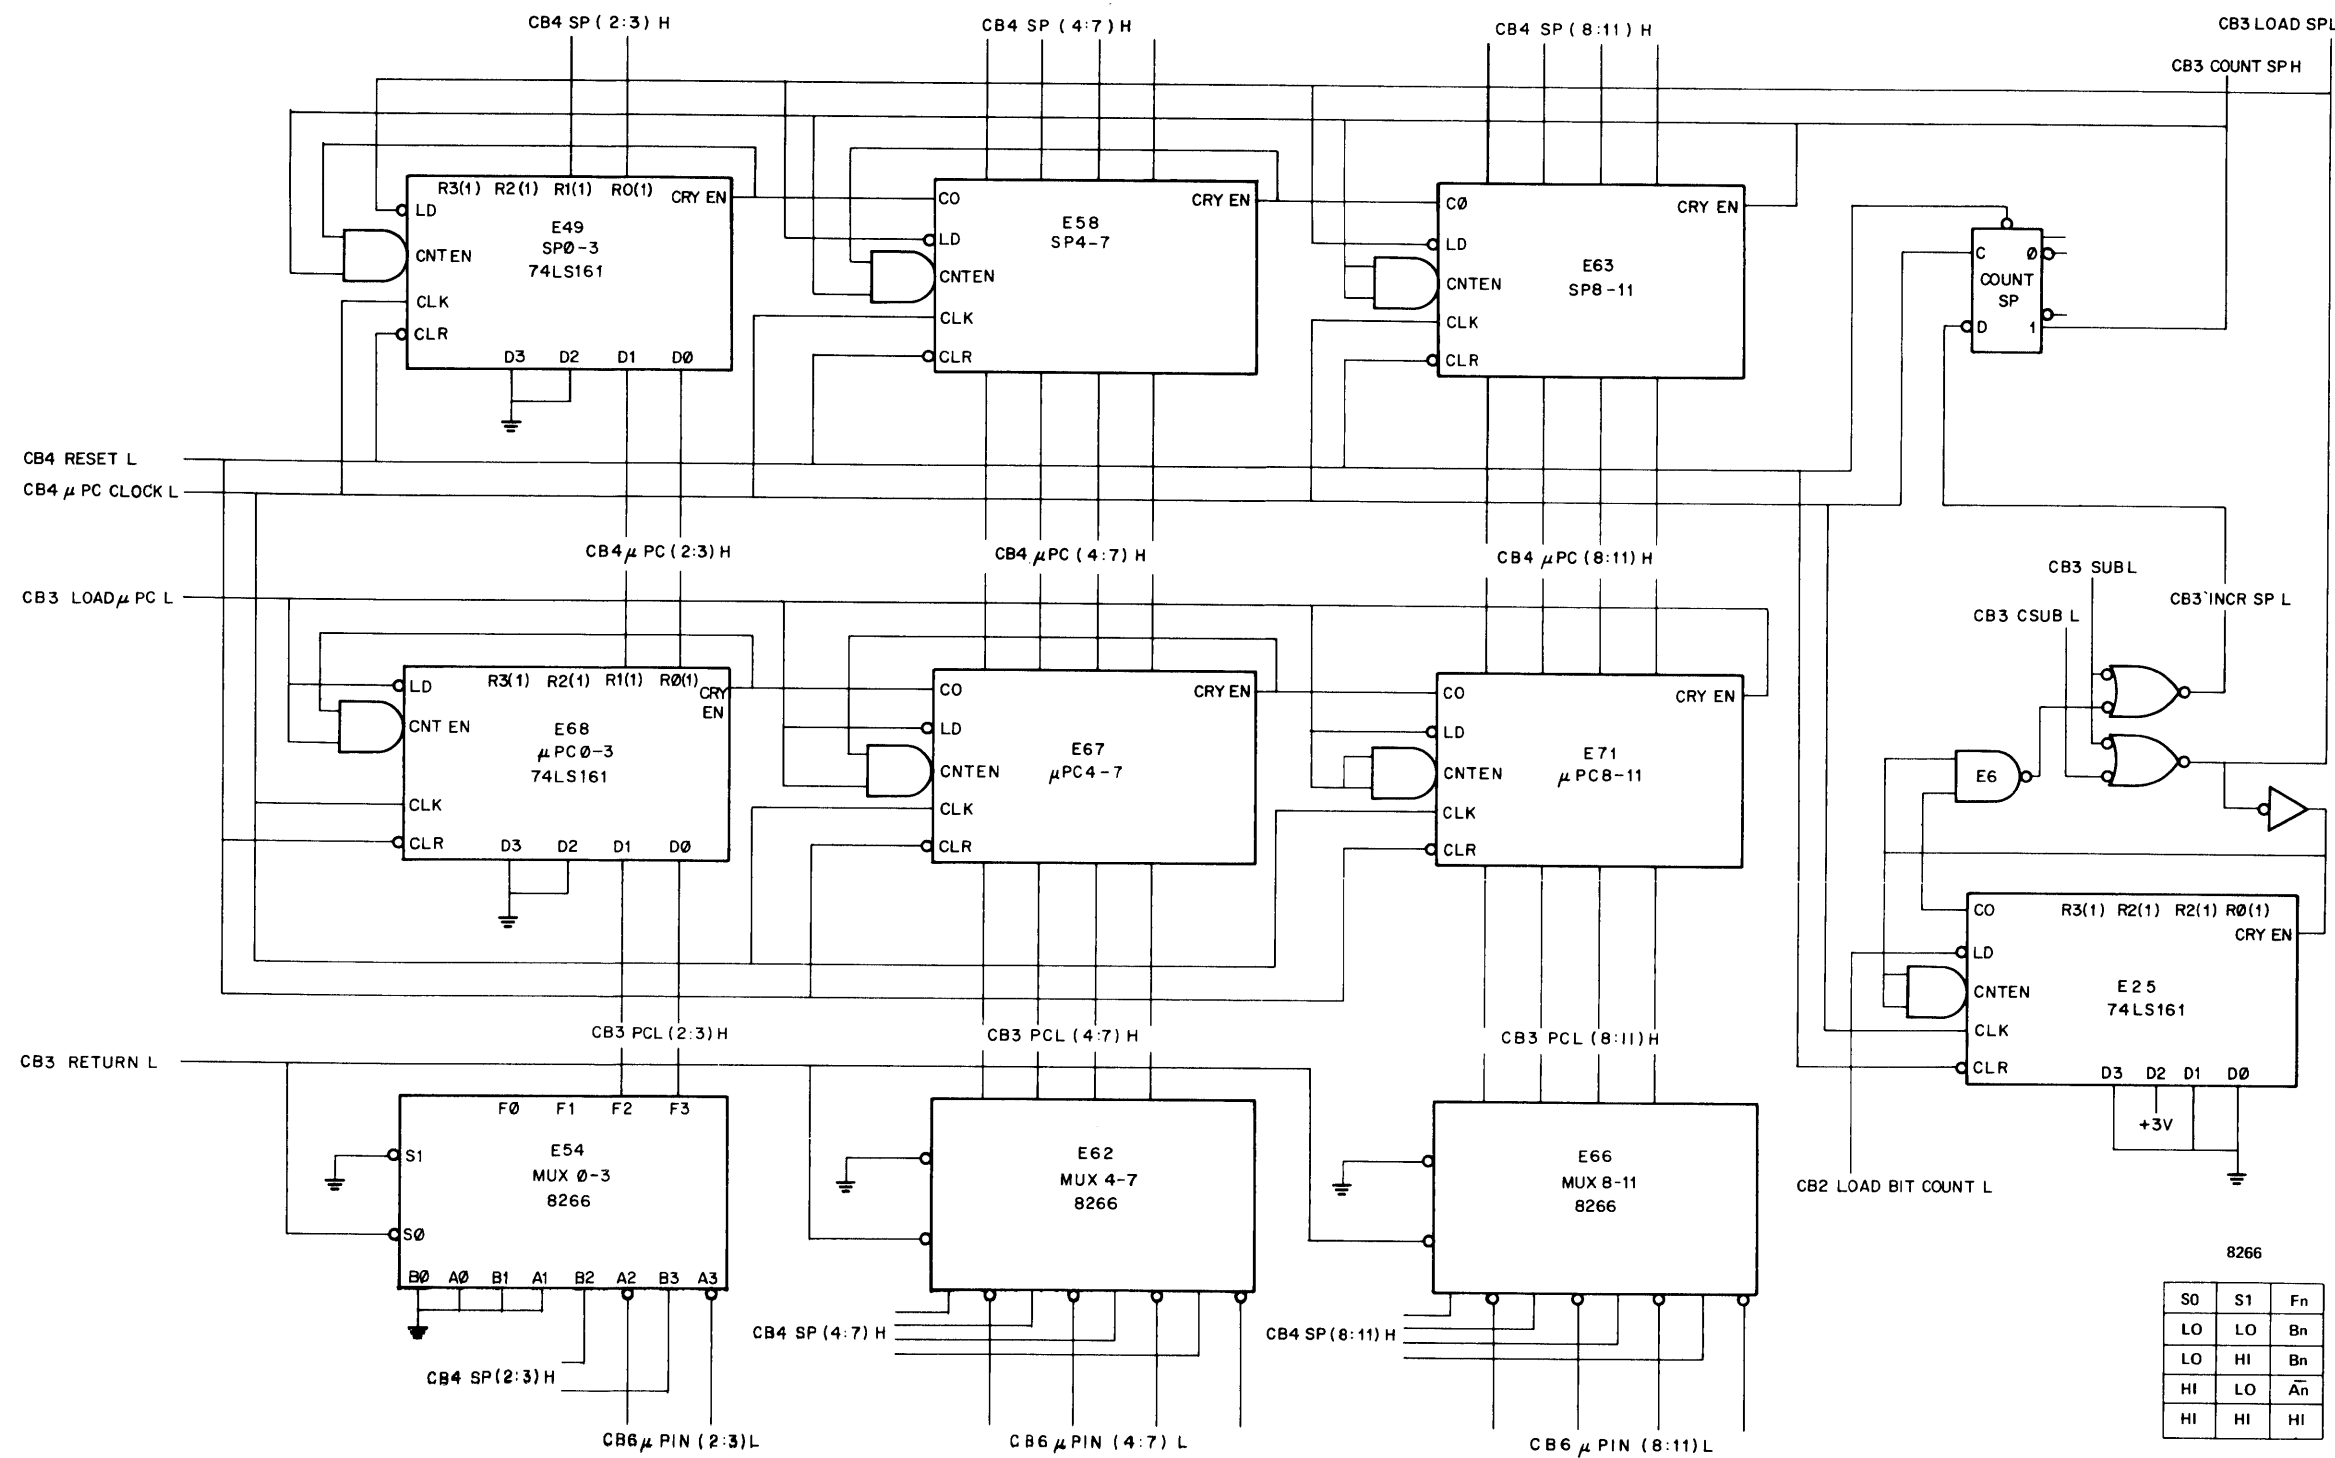 CB4 SP ( 2:3 ) H
CB4 SP ( 4:7 ) H
CB4 SP ( 8:11 ) H
CB3 LOAD SPL
CB3 COUNT SP H
R3(1) R2(1) R1(1) R0(1)
CRY EN
LD
E49
SPØ-3
74LS161
CNTEN
CLK
CLR
D3 D2 D1 DØ
CO
CRY EN
E58
SP4-7
LD
CNTEN
CLK
CLR
CØ
CRY EN
LD
E63
SP8-11
CNTEN
CLK
CLR
C Ø
COUNT
SP
D 1
CB4 RESET L
CB4 μ PC CLOCK L
CB4 μ PC ( 2:3 ) H
CB4 μPC ( 4:7 ) H
CB4 μPC (8:11) H
CB3 LOAD μ PC L
CB3 SUB L
CB3 INCR SP L
CB3 CSUB L
R3(1) R2(1) R1(1) RØ(1)
CRY
EN
LD
CNT EN
E68
μ PCØ-3
74LS161
CLK
CLR
D3 D2 D1 DØ
CO
CRY EN
LD
E67
μPC4-7
CNTEN
CLK
CLR
CO
CRY EN
LD
E71
μ PC8-11
CNTEN
CLK
CLR
E6
CO
R3(1) R2(1) R2(1) RØ(1)
CRY EN
LD
CNTEN
E25
74LS161
CLK
CLR
D3 D2 D1 DØ
+3V
CB2 LOAD BIT COUNT L
CB3 PCL (2:3) H
CB3 PCL (4:7) H
CB3 PCL (8:11) H
CB3 RETURN L
FØ F1 F2 F3
S1
E54
MUX Ø-3
8266
SØ
BØ AØ B1 A1 B2 A2 B3 A3
E62
MUX 4-7
8266
E66
MUX 8-11
8266
CB4 SP (2:3) H
CB4 SP (4:7) H
CB4 SP (8:11) H
CB6 μ PIN (2:3) L
CB6 μ PIN (4:7) L
CB6 μ PIN (8:11) L
8266
S0 S1 Fn
LO LO Bn
LO HI Bn
HI LO A̅n
HI HI HI